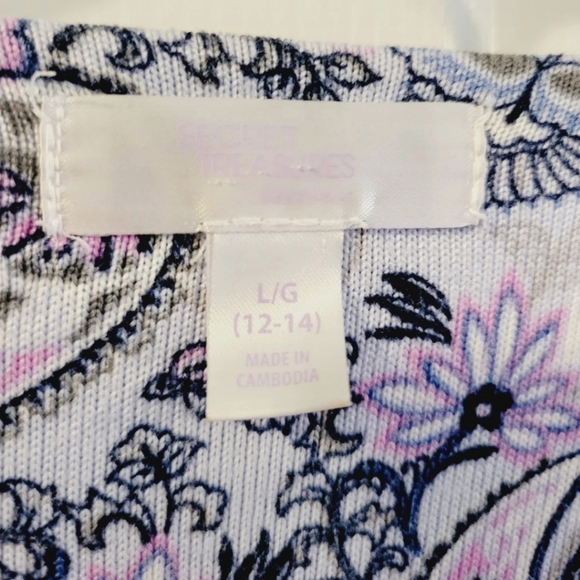 SECRET
TREASURES
L/G
(12-14)
MADE IN
CAMBODIA